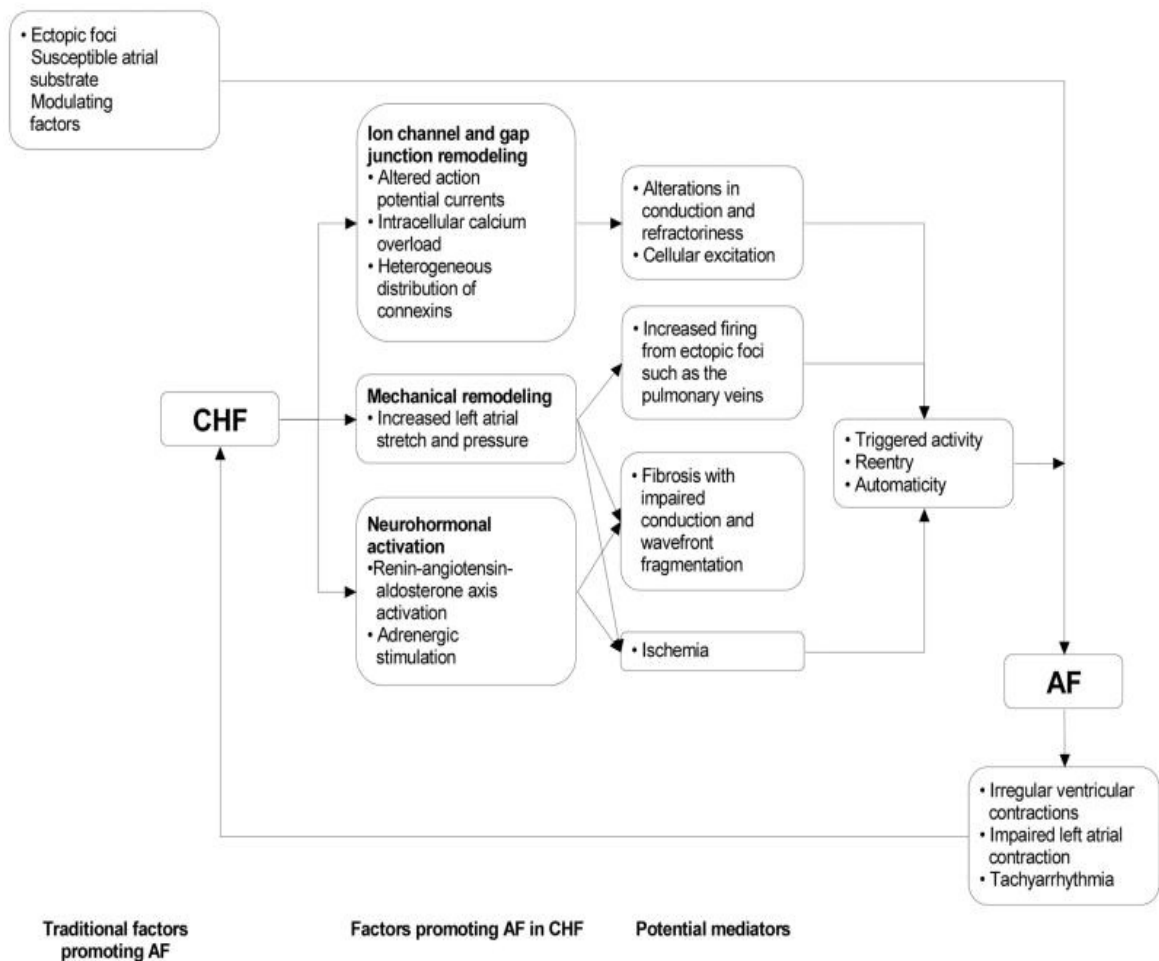 • Ectopic foci
Susceptible atrial
substrate
Modulating
factors
Ion channel and gap
junction remodeling
• Altered action
potential currents
• Intracellular calcium
overload
• Heterogeneous
distribution of
connexins
• Alterations in
conduction and
refractoriness
• Cellular excitation
• Increased firing
from ectopic foci
such as the
pulmonary veins
CHF
Mechanical remodeling
• Increased left atrial
stretch and pressure
• Triggered activity
• Reentry
• Automaticity
• Fibrosis with
impaired
conduction and
wavefront
fragmentation
Neurohormonal
activation
•Renin-angiotensin-
aldosterone axis
activation
• Adrenergic
stimulation
• Ischemia
AF
• Irregular ventricular
contractions
• Impaired left atrial
contraction
• Tachyarrhythmia
Traditional factors
promoting AF
Factors promoting AF in CHF
Potential mediators